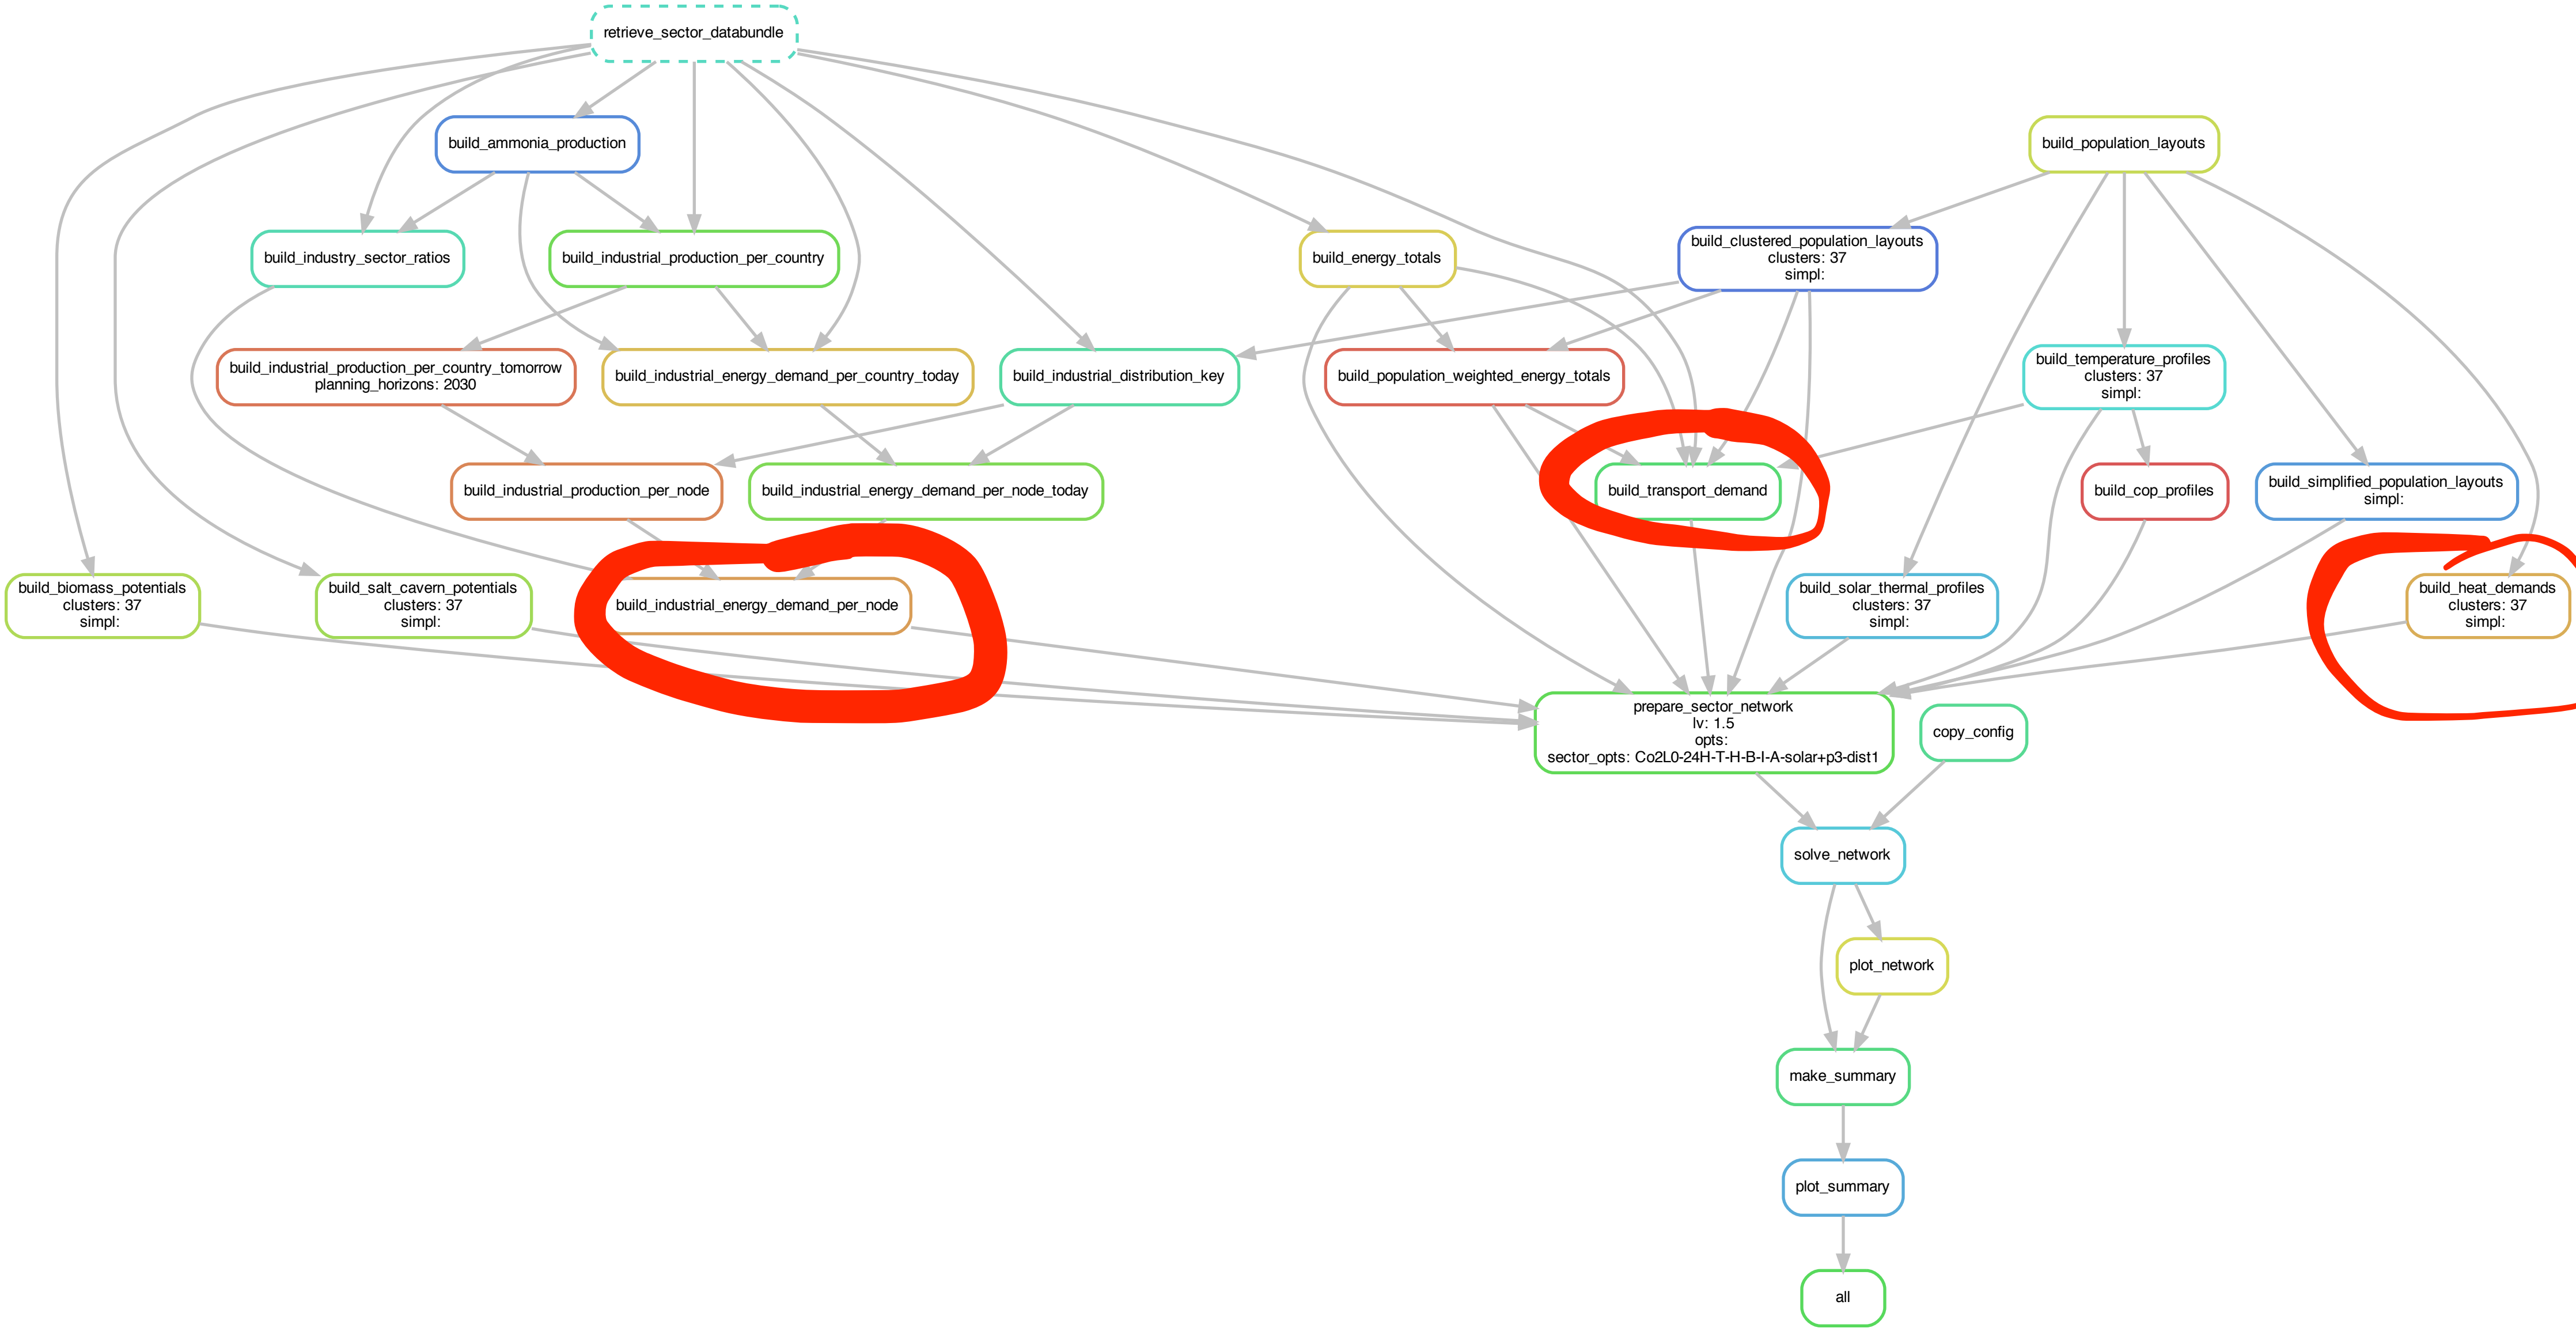 retrieve_sector_databundle
build_ammonia_production
build_population_layouts
build_industry_sector_ratios
build_industrial_production_per_country
build_energy_totals
build_clustered_population_layouts
clusters: 37
simpl:
build_industrial_production_per_country_tomorrow
planning_horizons: 2030
build_industrial_energy_demand_per_country_today
build_industrial_distribution_key
build_population_weighted_energy_totals
build_temperature_profiles
clusters: 37
simpl:
build_industrial_production_per_node
build_industrial_energy_demand_per_node_today
build_transport_demand
build_cop_profiles
build_simplified_population_layouts
simpl:
build_biomass_potentials
clusters: 37
simpl:
build_salt_cavern_potentials
clusters: 37
simpl:
build_industrial_energy_demand_per_node
build_solar_thermal_profiles
clusters: 37
simpl:
build_heat_demands
clusters: 37
simpl:
prepare_sector_network
lv: 1.5
opts:
sector_opts: Co2L0-24H-T-H-B-I-A-solar+p3-dist1
copy_config
solve_network
plot_network
make_summary
plot_summary
all